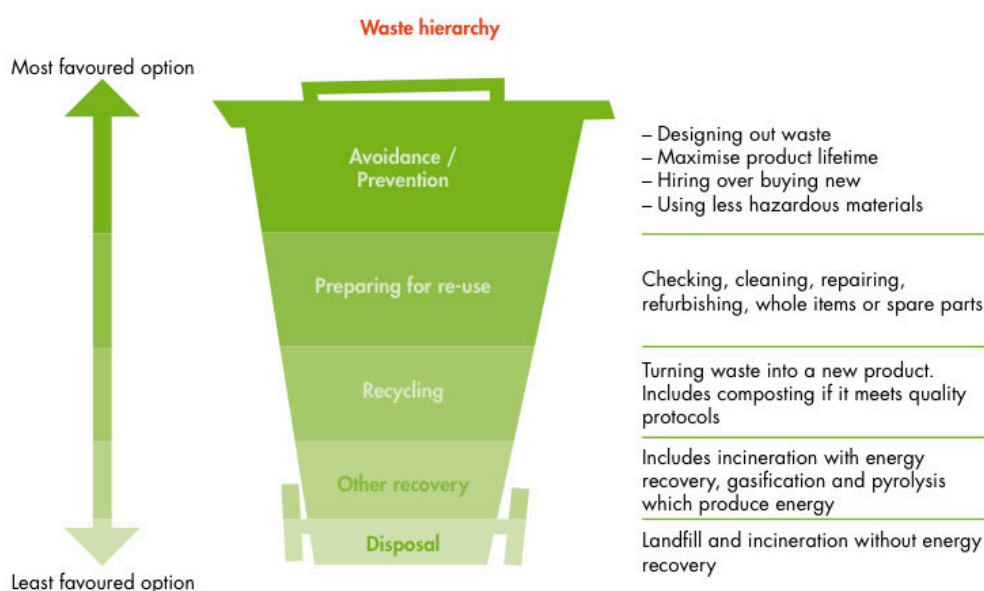 Waste hierarchy
Most favoured option
Avoidance /
Prevention
– Designing out waste
– Maximise product lifetime
– Hiring over buying new
– Using less hazardous materials
Preparing for re-use
Checking, cleaning, repairing,
refurbishing, whole items or spare parts
Recycling
Turning waste into a new product.
Includes composting if it meets quality
protocols
Other recovery
Includes incineration with energy
recovery, gasification and pyrolysis
which produce energy
Disposal
Landfill and incineration without energy
recovery
Least favoured option